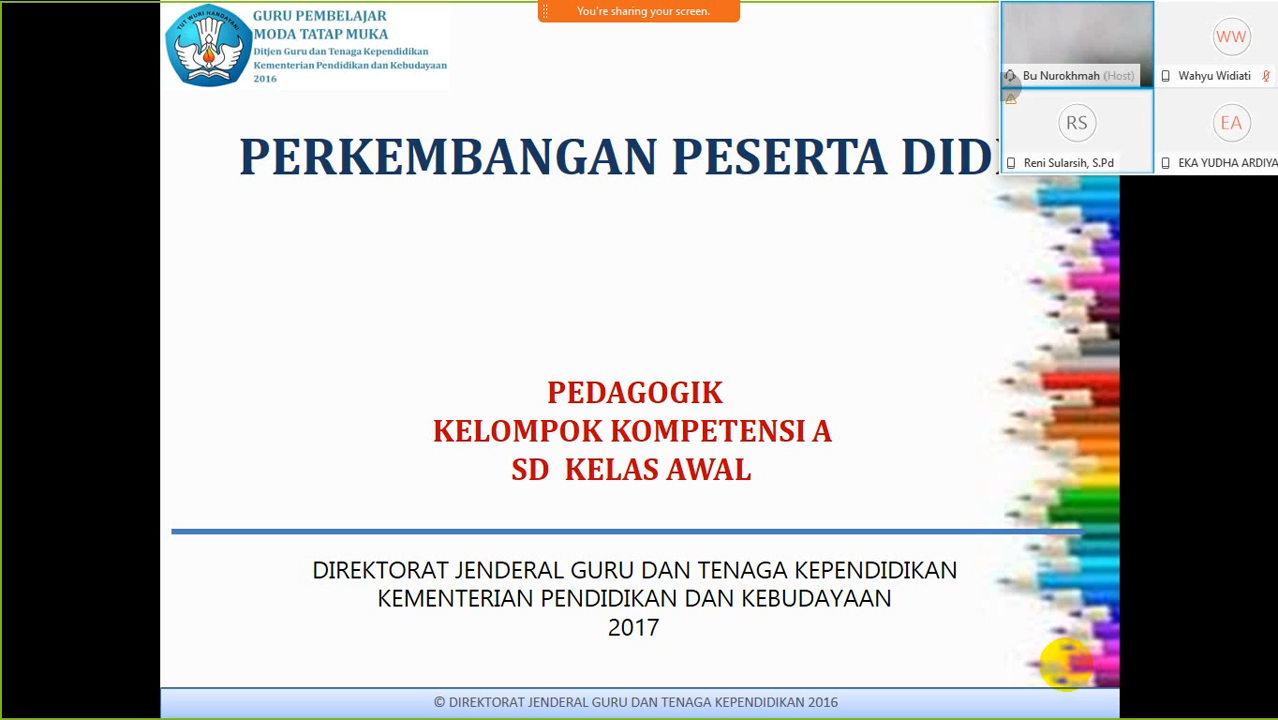 You're sharing your screen.
TUT WURI HANDAYANI
GURU PEMBELAJAR
MODA TATAP MUKA
Ditjen Guru dan Tenaga Kependidikan
Kementerian Pendidikan dan Kebudayaan
2016
Bu Nurokhmah (Host)
WW
Wahyu Widiati
RS
Reni Sularsih, S.Pd
EA
EKA YUDHA ARDIYA
PERKEMBANGAN PESERTA DID
PEDAGOGIK
KELOMPOK KOMPETENSI A
SD KELAS AWAL
DIREKTORAT JENDERAL GURU DAN TENAGA KEPENDIDIKAN
KEMENTERIAN PENDIDIKAN DAN KEBUDAYAAN
2017
© DIREKTORAT JENDERAL GURU DAN TENAGA KEPENDIDIKAN 2016